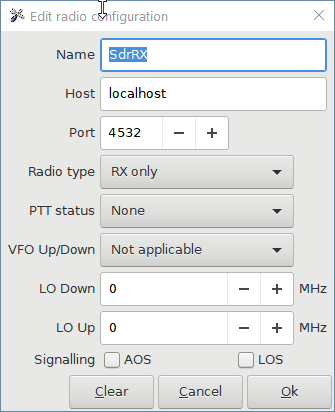 Edit radio configuration
Name SdrRX
Host localhost
Port 4532
Radio type RX only
PTT status None
VFO Up/Down Not applicable
LO Down 0 MHz
LO Up 0 MHz
Signalling AOS LOS
Clear Cancel Ok